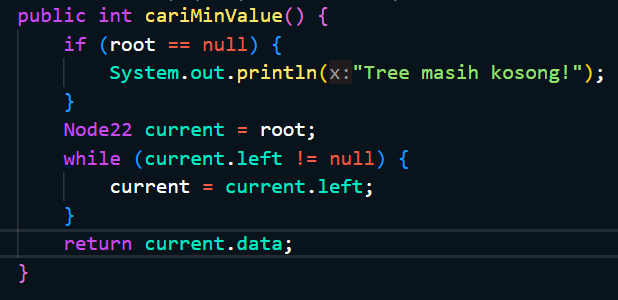 public int cariMinValue() {
if (root == null) {
System.out.println(x:"Tree masih kosong!");
}
Node22 current = root;
while (current.left != null) {
current = current.left;
}
return current.data;
}